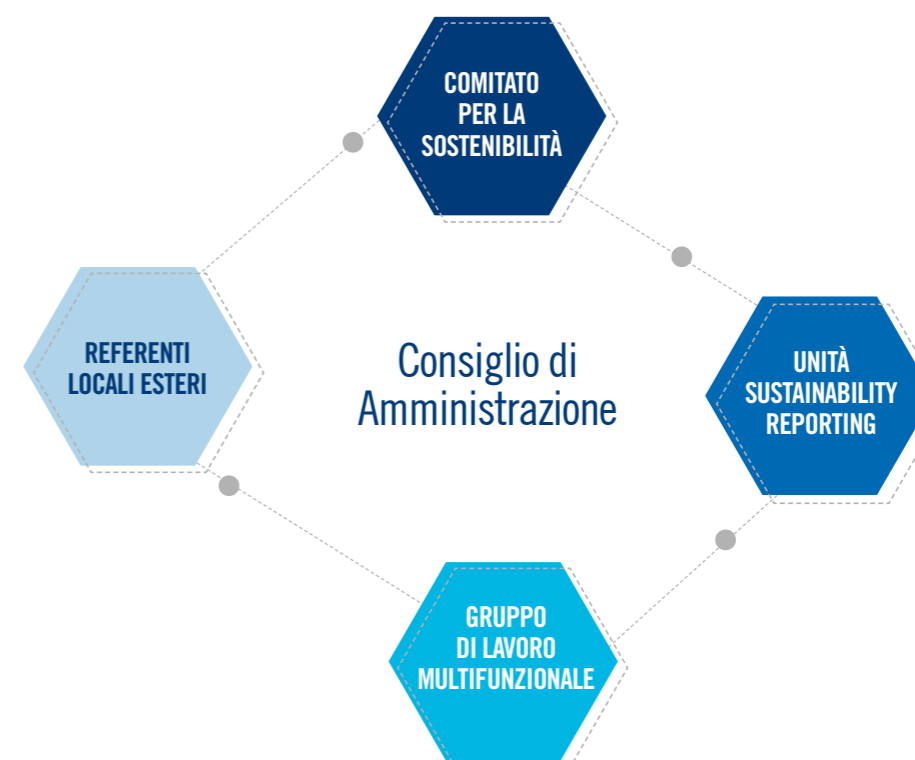 COMITATO
PER LA
SOSTENIBILITÀ
REFERENTI
LOCALI ESTERI
Consiglio di
Amministrazione
UNITÀ
SUSTAINABILITY
REPORTING
GRUPPO
DI LAVORO
MULTIFUNZIONALE